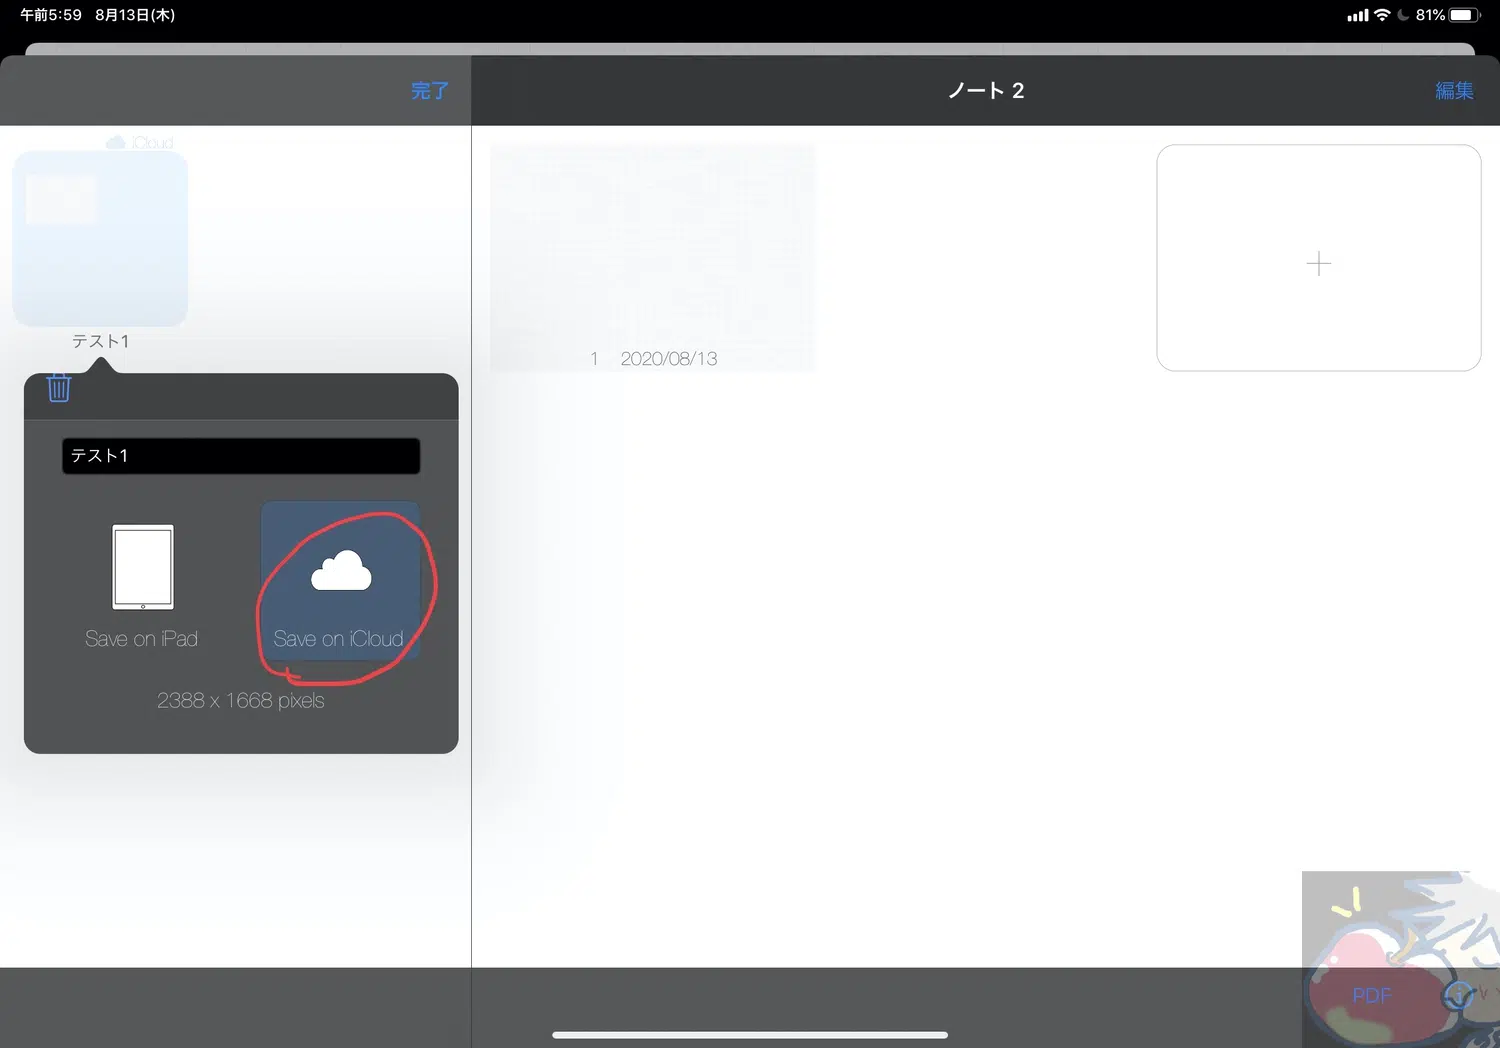 午前5:59 8月13日(木)
81%
完了
ノート 2
編集
iCloud
テスト1
1 2020/08/13
テスト1
Save on iPad
Save on iCloud
2388 x 1668 pixels
PDF